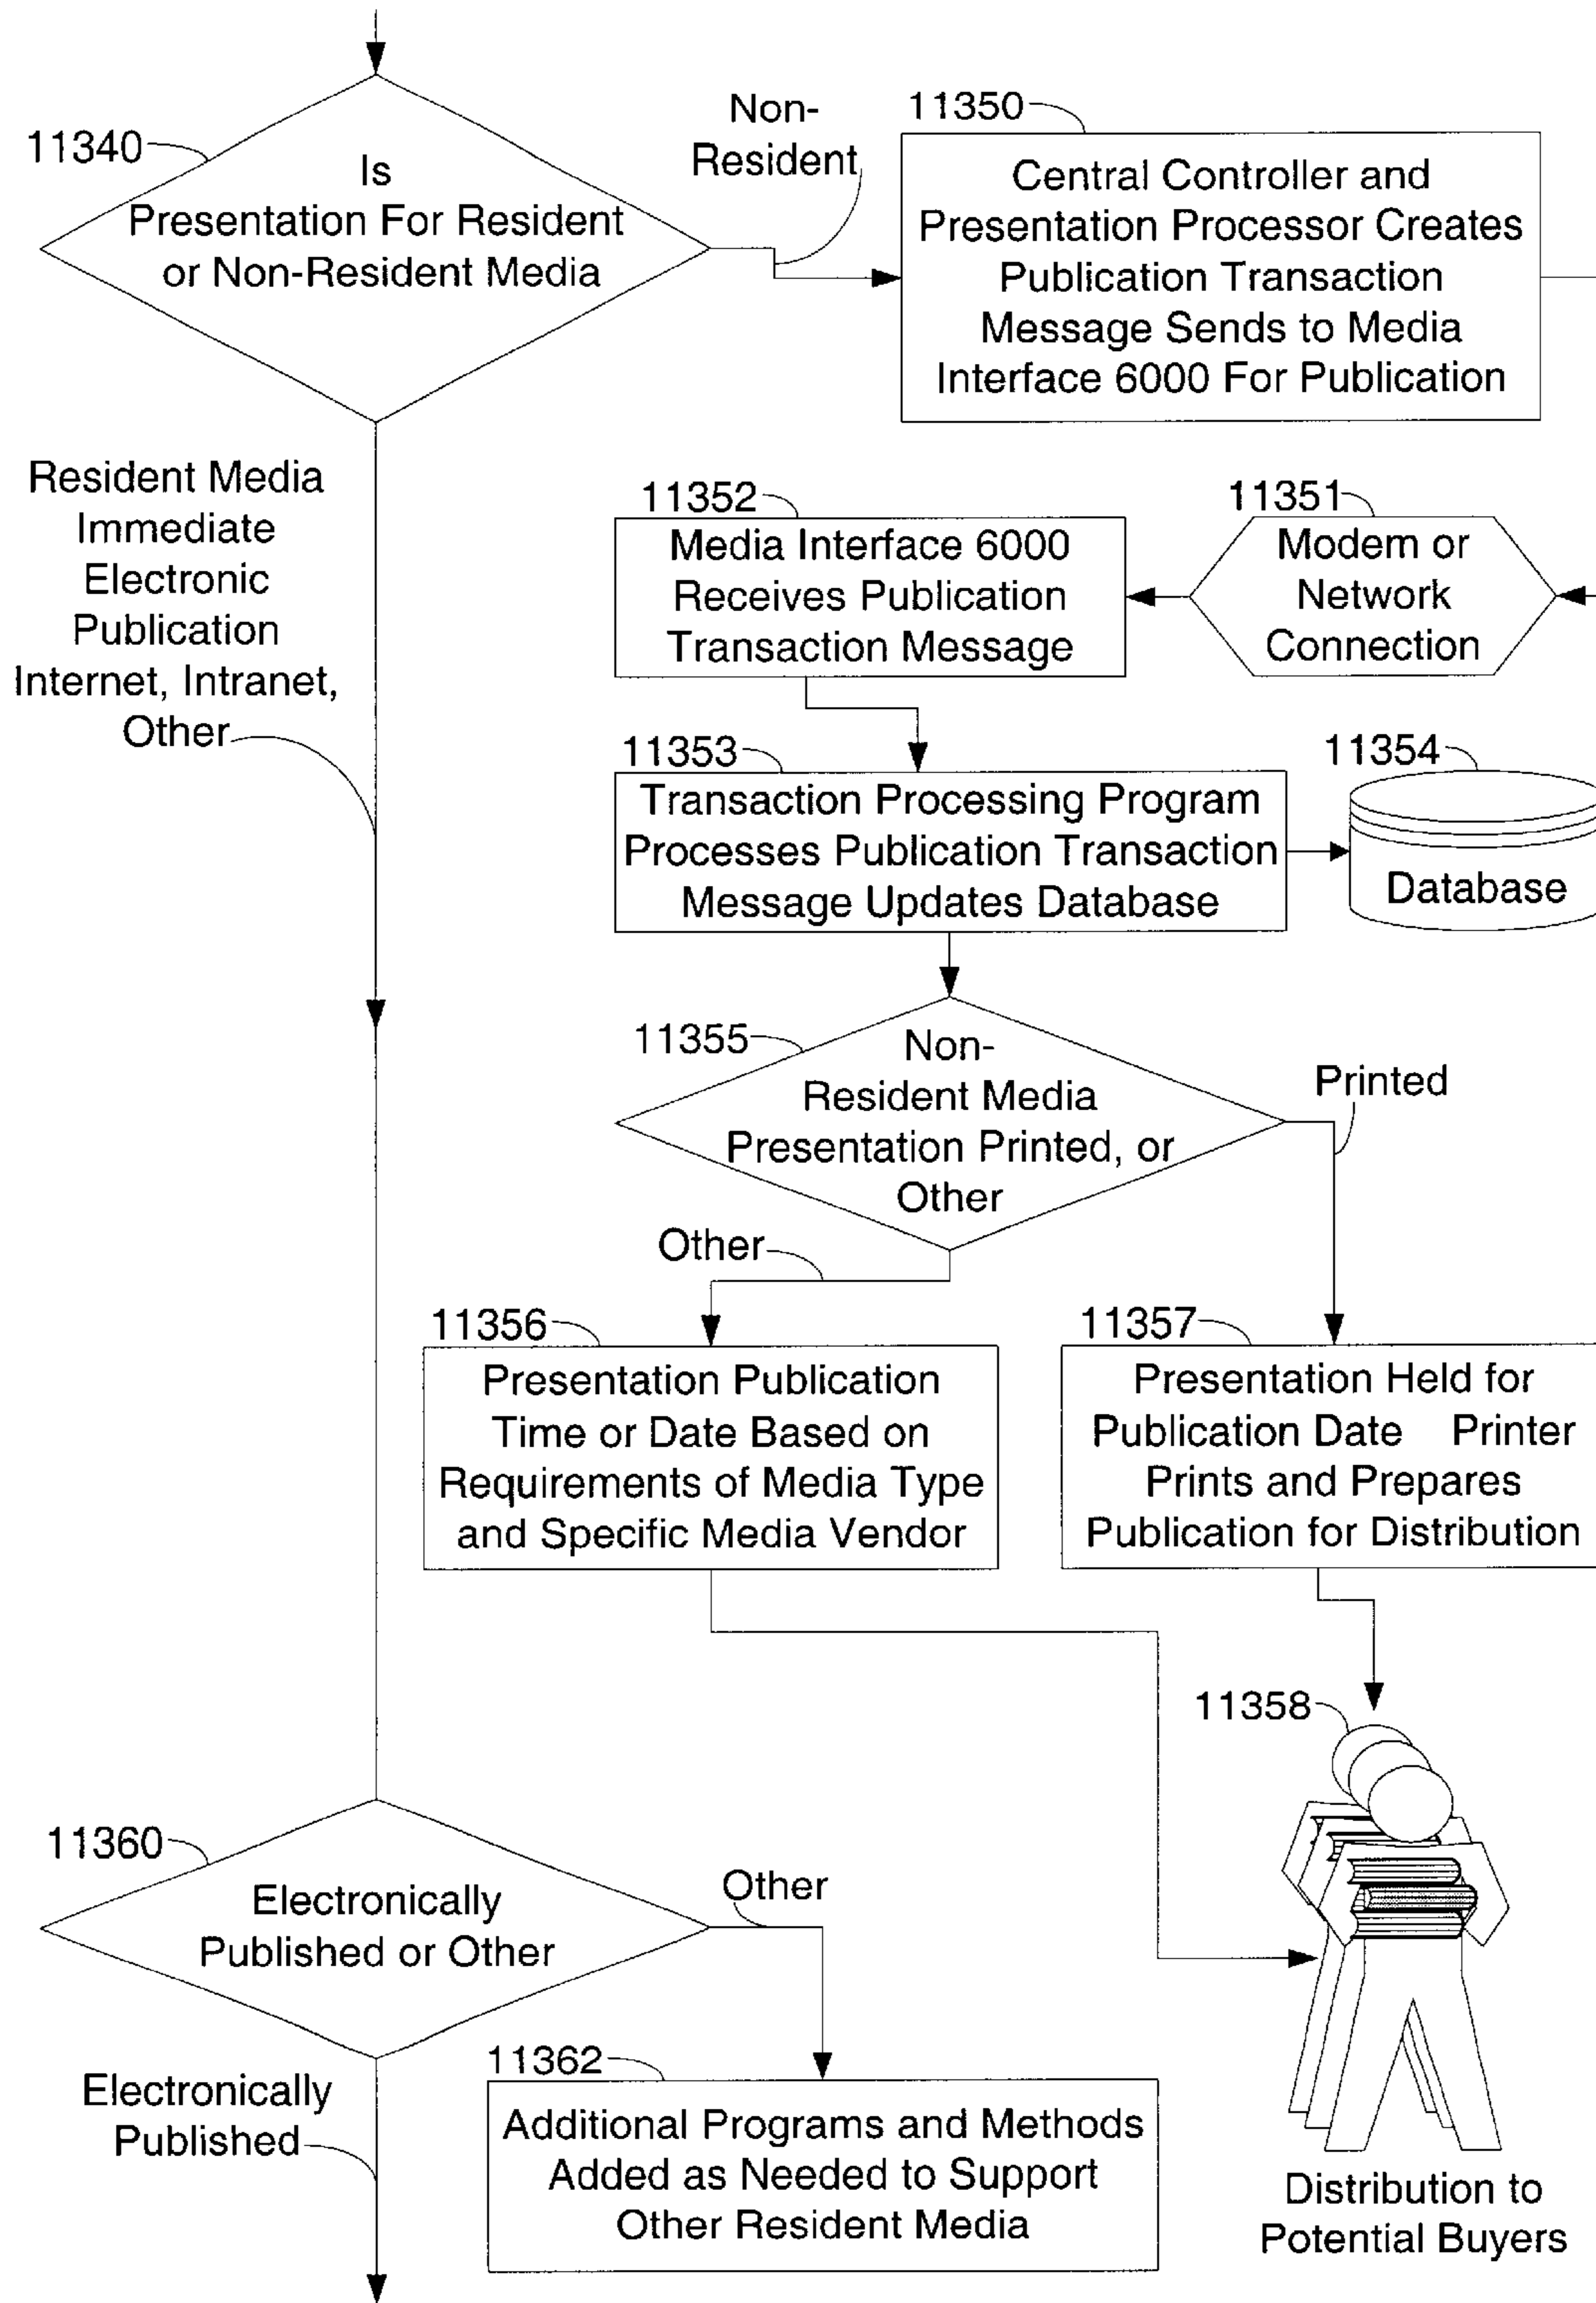 11340
Is
Presentation For Resident
or Non-Resident Media
Non-
Resident
11350
Central Controller and
Presentation Processor Creates
Publication Transaction
Message Sends to Media
Interface 6000 For Publication
Resident Media
Immediate
Electronic
Publication
Internet, Intranet,
Other
11351
Modem or
Network
Connection
11352
Media Interface 6000
Receives Publication
Transaction Message
11353
Transaction Processing Program
Processes Publication Transaction
Message Updates Database
11354
Database
11355
Non-
Resident Media
Presentation Printed, or
Other
Printed
Other
11356
Presentation Publication
Time or Date Based on
Requirements of Media Type
and Specific Media Vendor
11357
Presentation Held for
Publication Date Printer
Prints and Prepares
Publication for Distribution
11358
Distribution to
Potential Buyers
11360
Electronically
Published or Other
Other
Electronically
Published
11362
Additional Programs and Methods
Added as Needed to Support
Other Resident Media